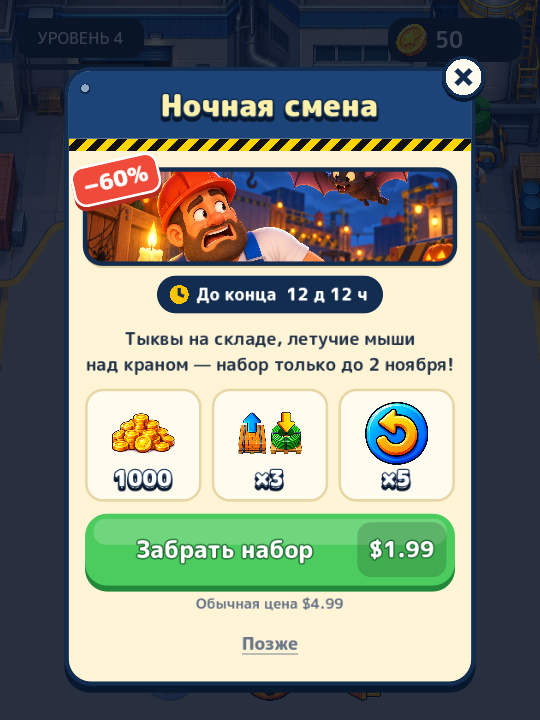 УРОВЕНЬ 4
50
Ночная смена
−60%
До конца 12 д 12 ч
Тыквы на складе, летучие мыши
над краном — набор только до 2 ноября!
1000
x3
x5
Забрать набор
$1.99
Обычная цена $4.99
Позже